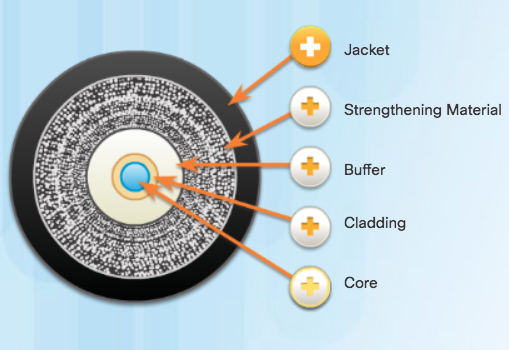 Jacket
Strengthening Material
Buffer
Cladding
Core